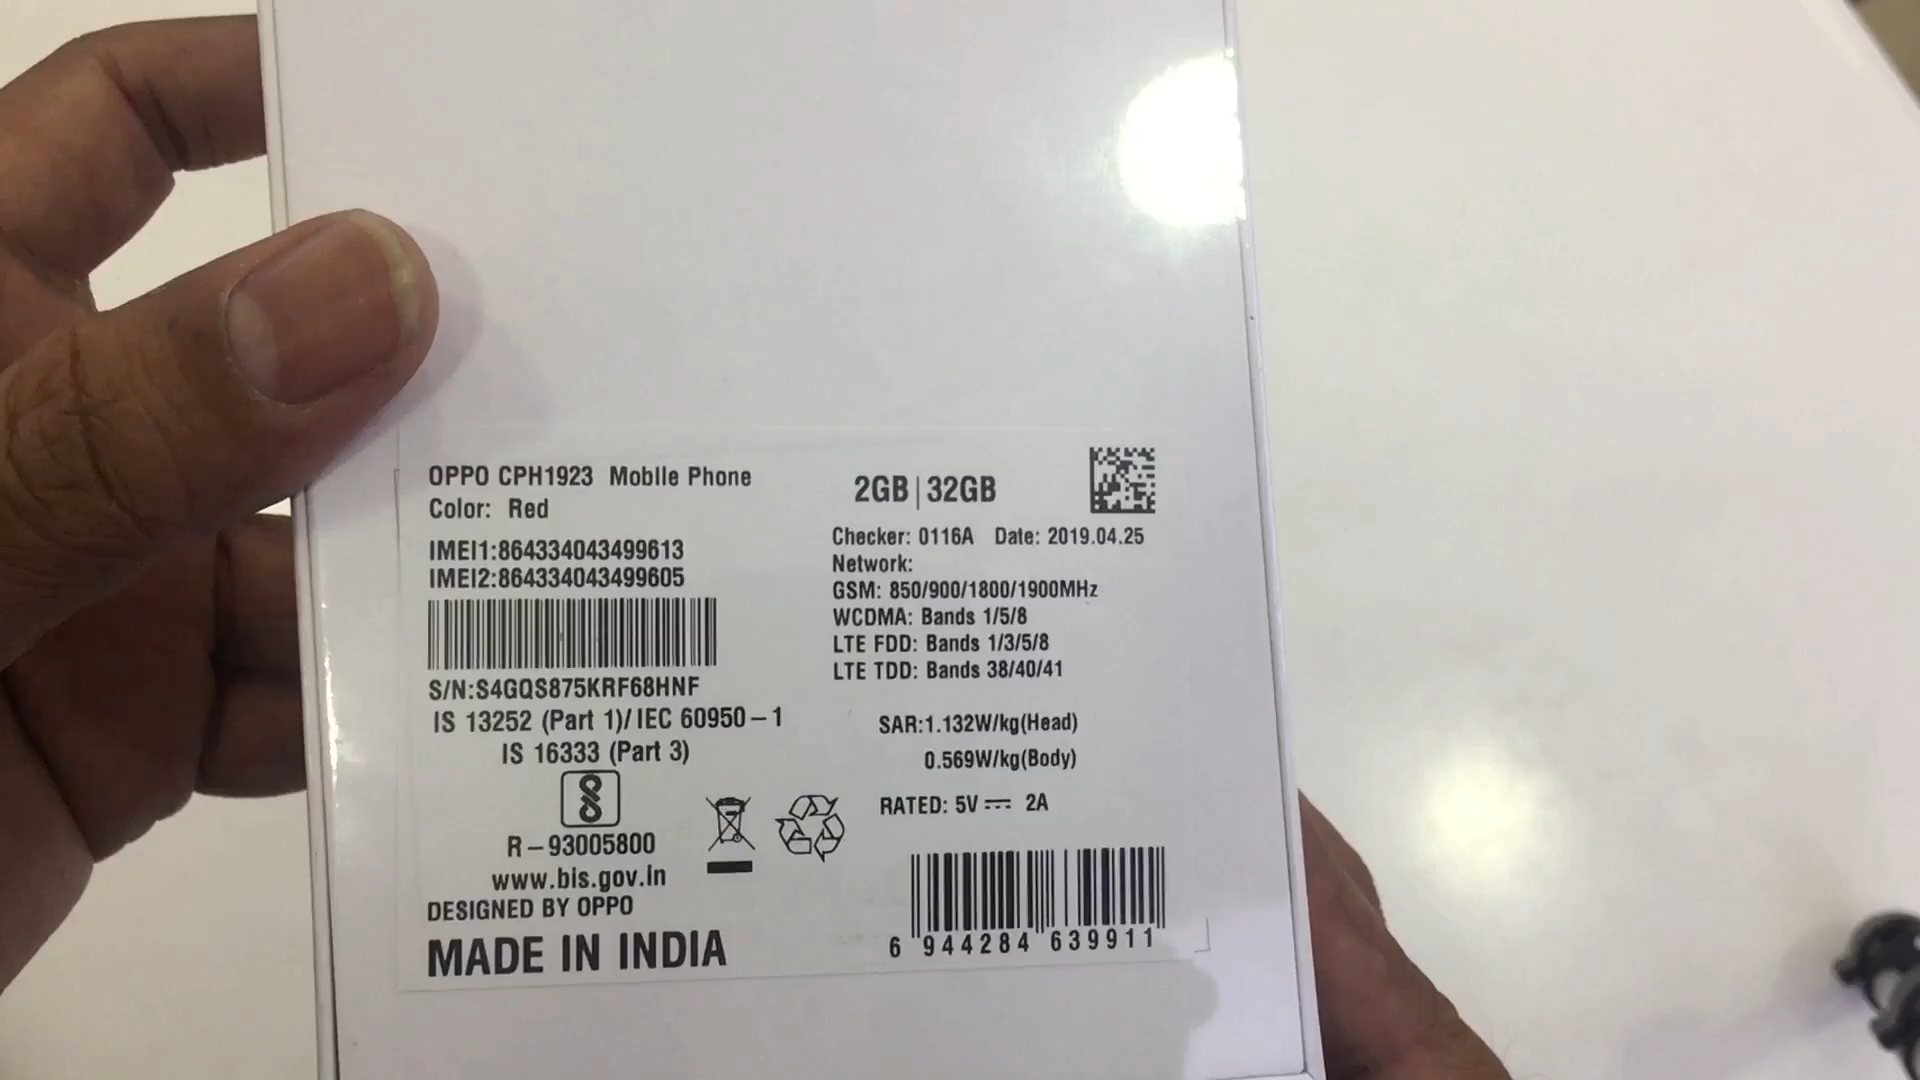 OPPO CPH1923 Mobile Phone
Color: Red
IMEI1:864334043499613
IMEI2:864334043499605
S/N:S4GQS875KRF68HNF
IS 13252 (Part 1)/IEC 60950-1
IS 16333 (Part 3)
R-93005800
www.bis.gov.in
DESIGNED BY OPPO
MADE IN INDIA
2GB|32GB
Checker: 0116A Date: 2019.04.25
Network:
GSM: 850/900/1800/1900MHz
WCDMA: Bands 1/5/8
LTE FDD: Bands 1/3/5/8
LTE TDD: Bands 38/40/41
SAR:1.132W/kg(Head)
0.569W/kg(Body)
RATED: 5V⎓ 2A
6 944284 639911